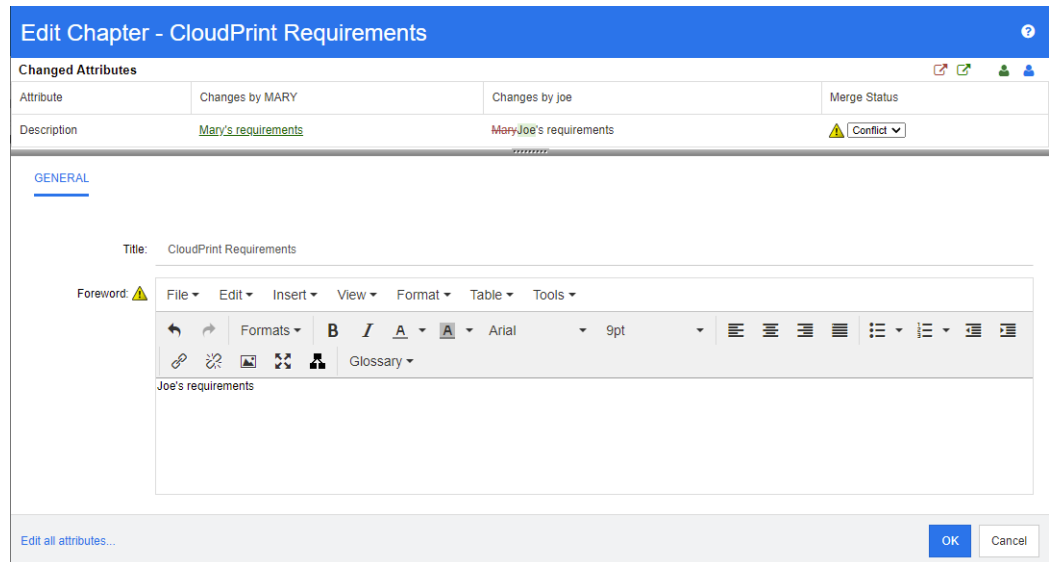 Edit Chapter - CloudPrint Requirements
Changed Attributes
Attribute Changes by MARY Changes by joe Merge Status
Description Mary's requirements MaryJoe's requirements Conflict
GENERAL
Title: CloudPrint Requirements
Foreword: File Edit Insert View Format Table Tools
Formats B I A A Arial 9pt
Glossary
Joe's requirements
Edit all attributes... OK Cancel